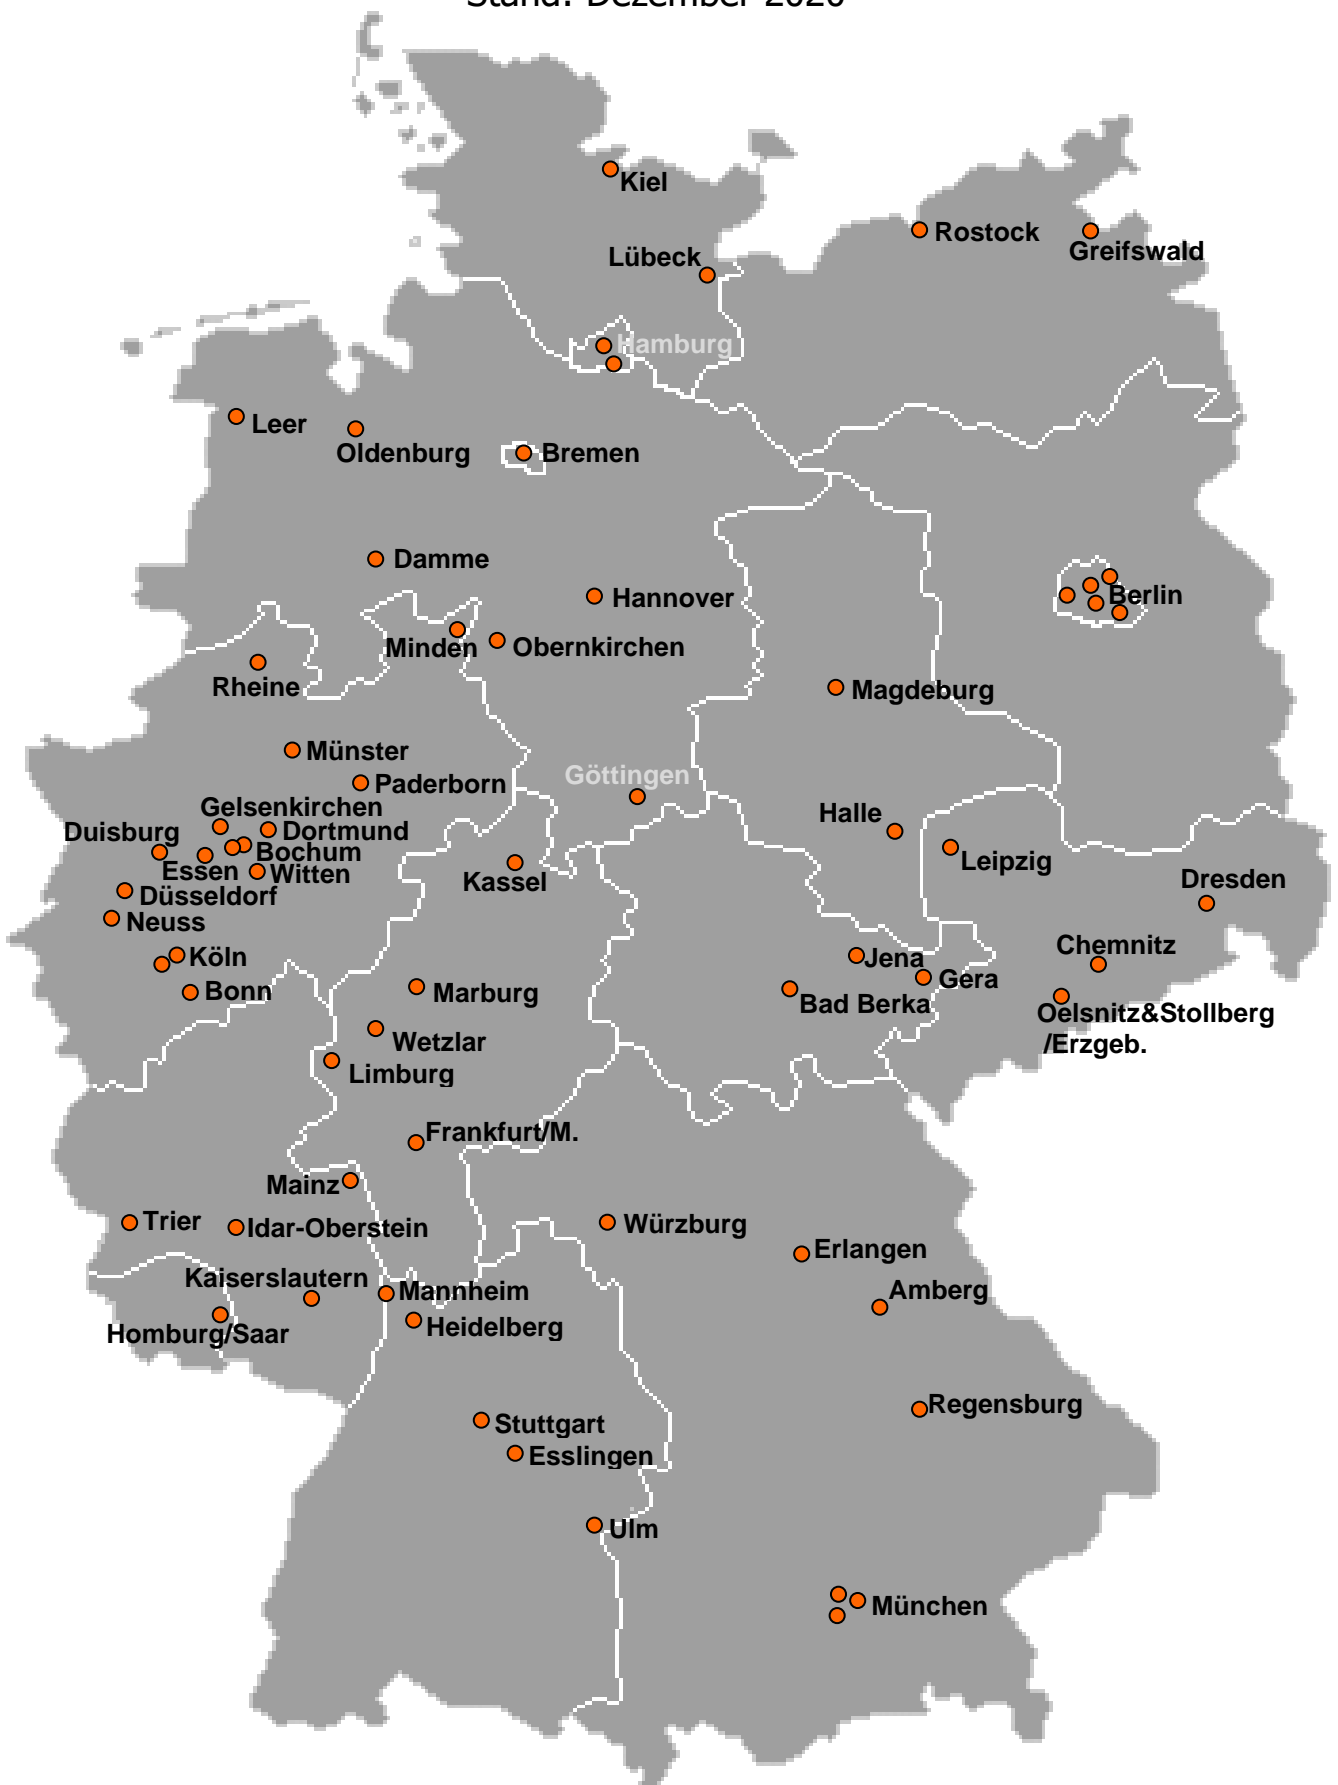 Stand: Dezember 2020
Kiel
Rostock
Greifswald
Lübeck
Hamburg
Leer
Oldenburg
Bremen
Damme
Hannover
Berlin
Minden
Obernkirchen
Rheine
Magdeburg
Münster
Göttingen
Paderborn
Gelsenkirchen
Halle
Duisburg
Dortmund
Bochum
Leipzig
Essen
Witten
Kassel
Dresden
Düsseldorf
Neuss
Chemnitz
Köln
Jena
Gera
Bonn
Marburg
Bad Berka
Oelsnitz&Stollberg
/Erzgeb.
Wetzlar
Limburg
Frankfurt/M.
Mainz
Trier
Idar-Oberstein
Würzburg
Erlangen
Kaiserslautern
Mannheim
Amberg
Homburg/Saar
Heidelberg
Regensburg
Stuttgart
Esslingen
Ulm
München